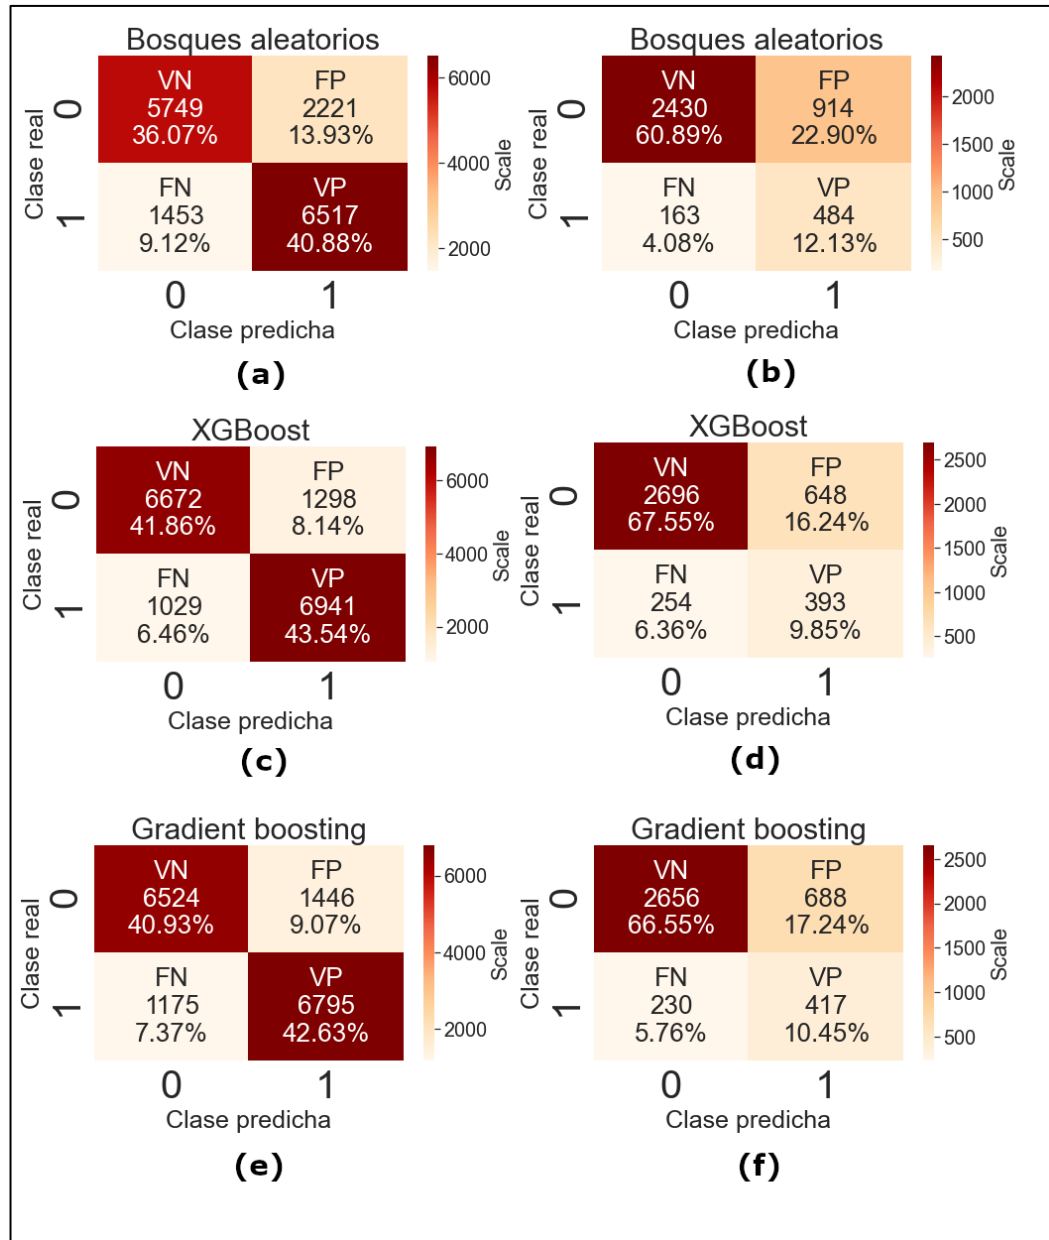 Bosques aleatorios
VN
5749
36.07%
FP
2221
13.93%
FN
1453
9.12%
VP
6517
40.88%
0
1
0
1
Clase real
Clase predicha
6000
4000
2000
Scale
(a)
Bosques aleatorios
VN
2430
60.89%
FP
914
22.90%
FN
163
4.08%
VP
484
12.13%
0
1
0
1
Clase real
Clase predicha
2000
1500
1000
500
Scale
(b)
XGBoost
VN
6672
41.86%
FP
1298
8.14%
FN
1029
6.46%
VP
6941
43.54%
0
1
0
1
Clase real
Clase predicha
6000
4000
2000
Scale
(c)
XGBoost
VN
2696
67.55%
FP
648
16.24%
FN
254
6.36%
VP
393
9.85%
0
1
0
1
Clase real
Clase predicha
2500
2000
1500
1000
500
Scale
(d)
Gradient boosting
VN
6524
40.93%
FP
1446
9.07%
FN
1175
7.37%
VP
6795
42.63%
0
1
0
1
Clase real
Clase predicha
6000
4000
2000
Scale
(e)
Gradient boosting
VN
2656
66.55%
FP
688
17.24%
FN
230
5.76%
VP
417
10.45%
0
1
0
1
Clase real
Clase predicha
2500
2000
1500
1000
500
Scale
(f)